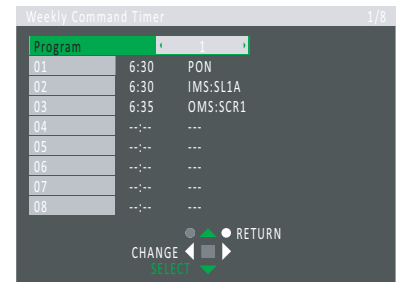 Weekly Command Timer 1/8
Program 1
01 6:30 PON
02 6:30 IMS:SL1A
03 6:35 OMS:SCR1
04 --:-- ---
05 --:-- ---
06 --:-- ---
07 --:-- ---
08 --:-- ---
RETURN
CHANGE
SELECT